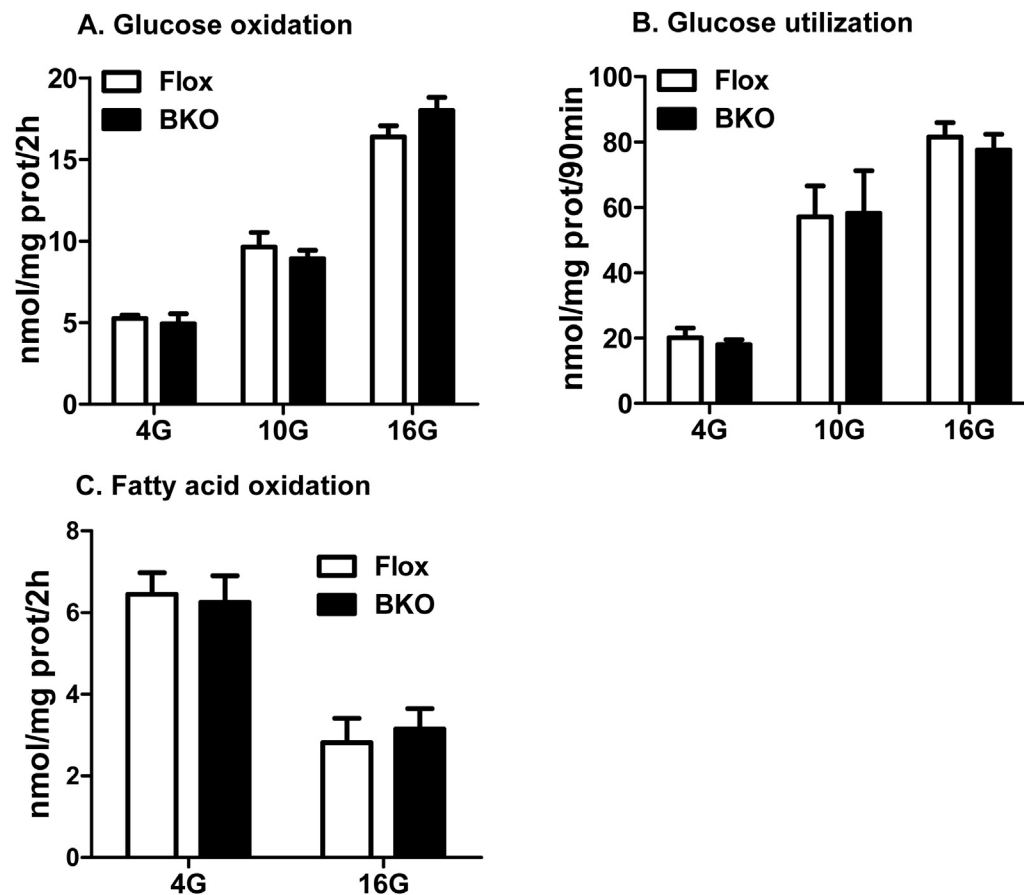 A. Glucose oxidation
nmol/mg prot/2h
20
15
10
5
0
Flox
BKO
4G
10G
16G
B. Glucose utilization
nmol/mg prot/90min
100
80
60
40
20
0
Flox
BKO
4G
10G
16G
C. Fatty acid oxidation
nmol/mg prot/2h
8
6
4
2
0
Flox
BKO
4G
16G